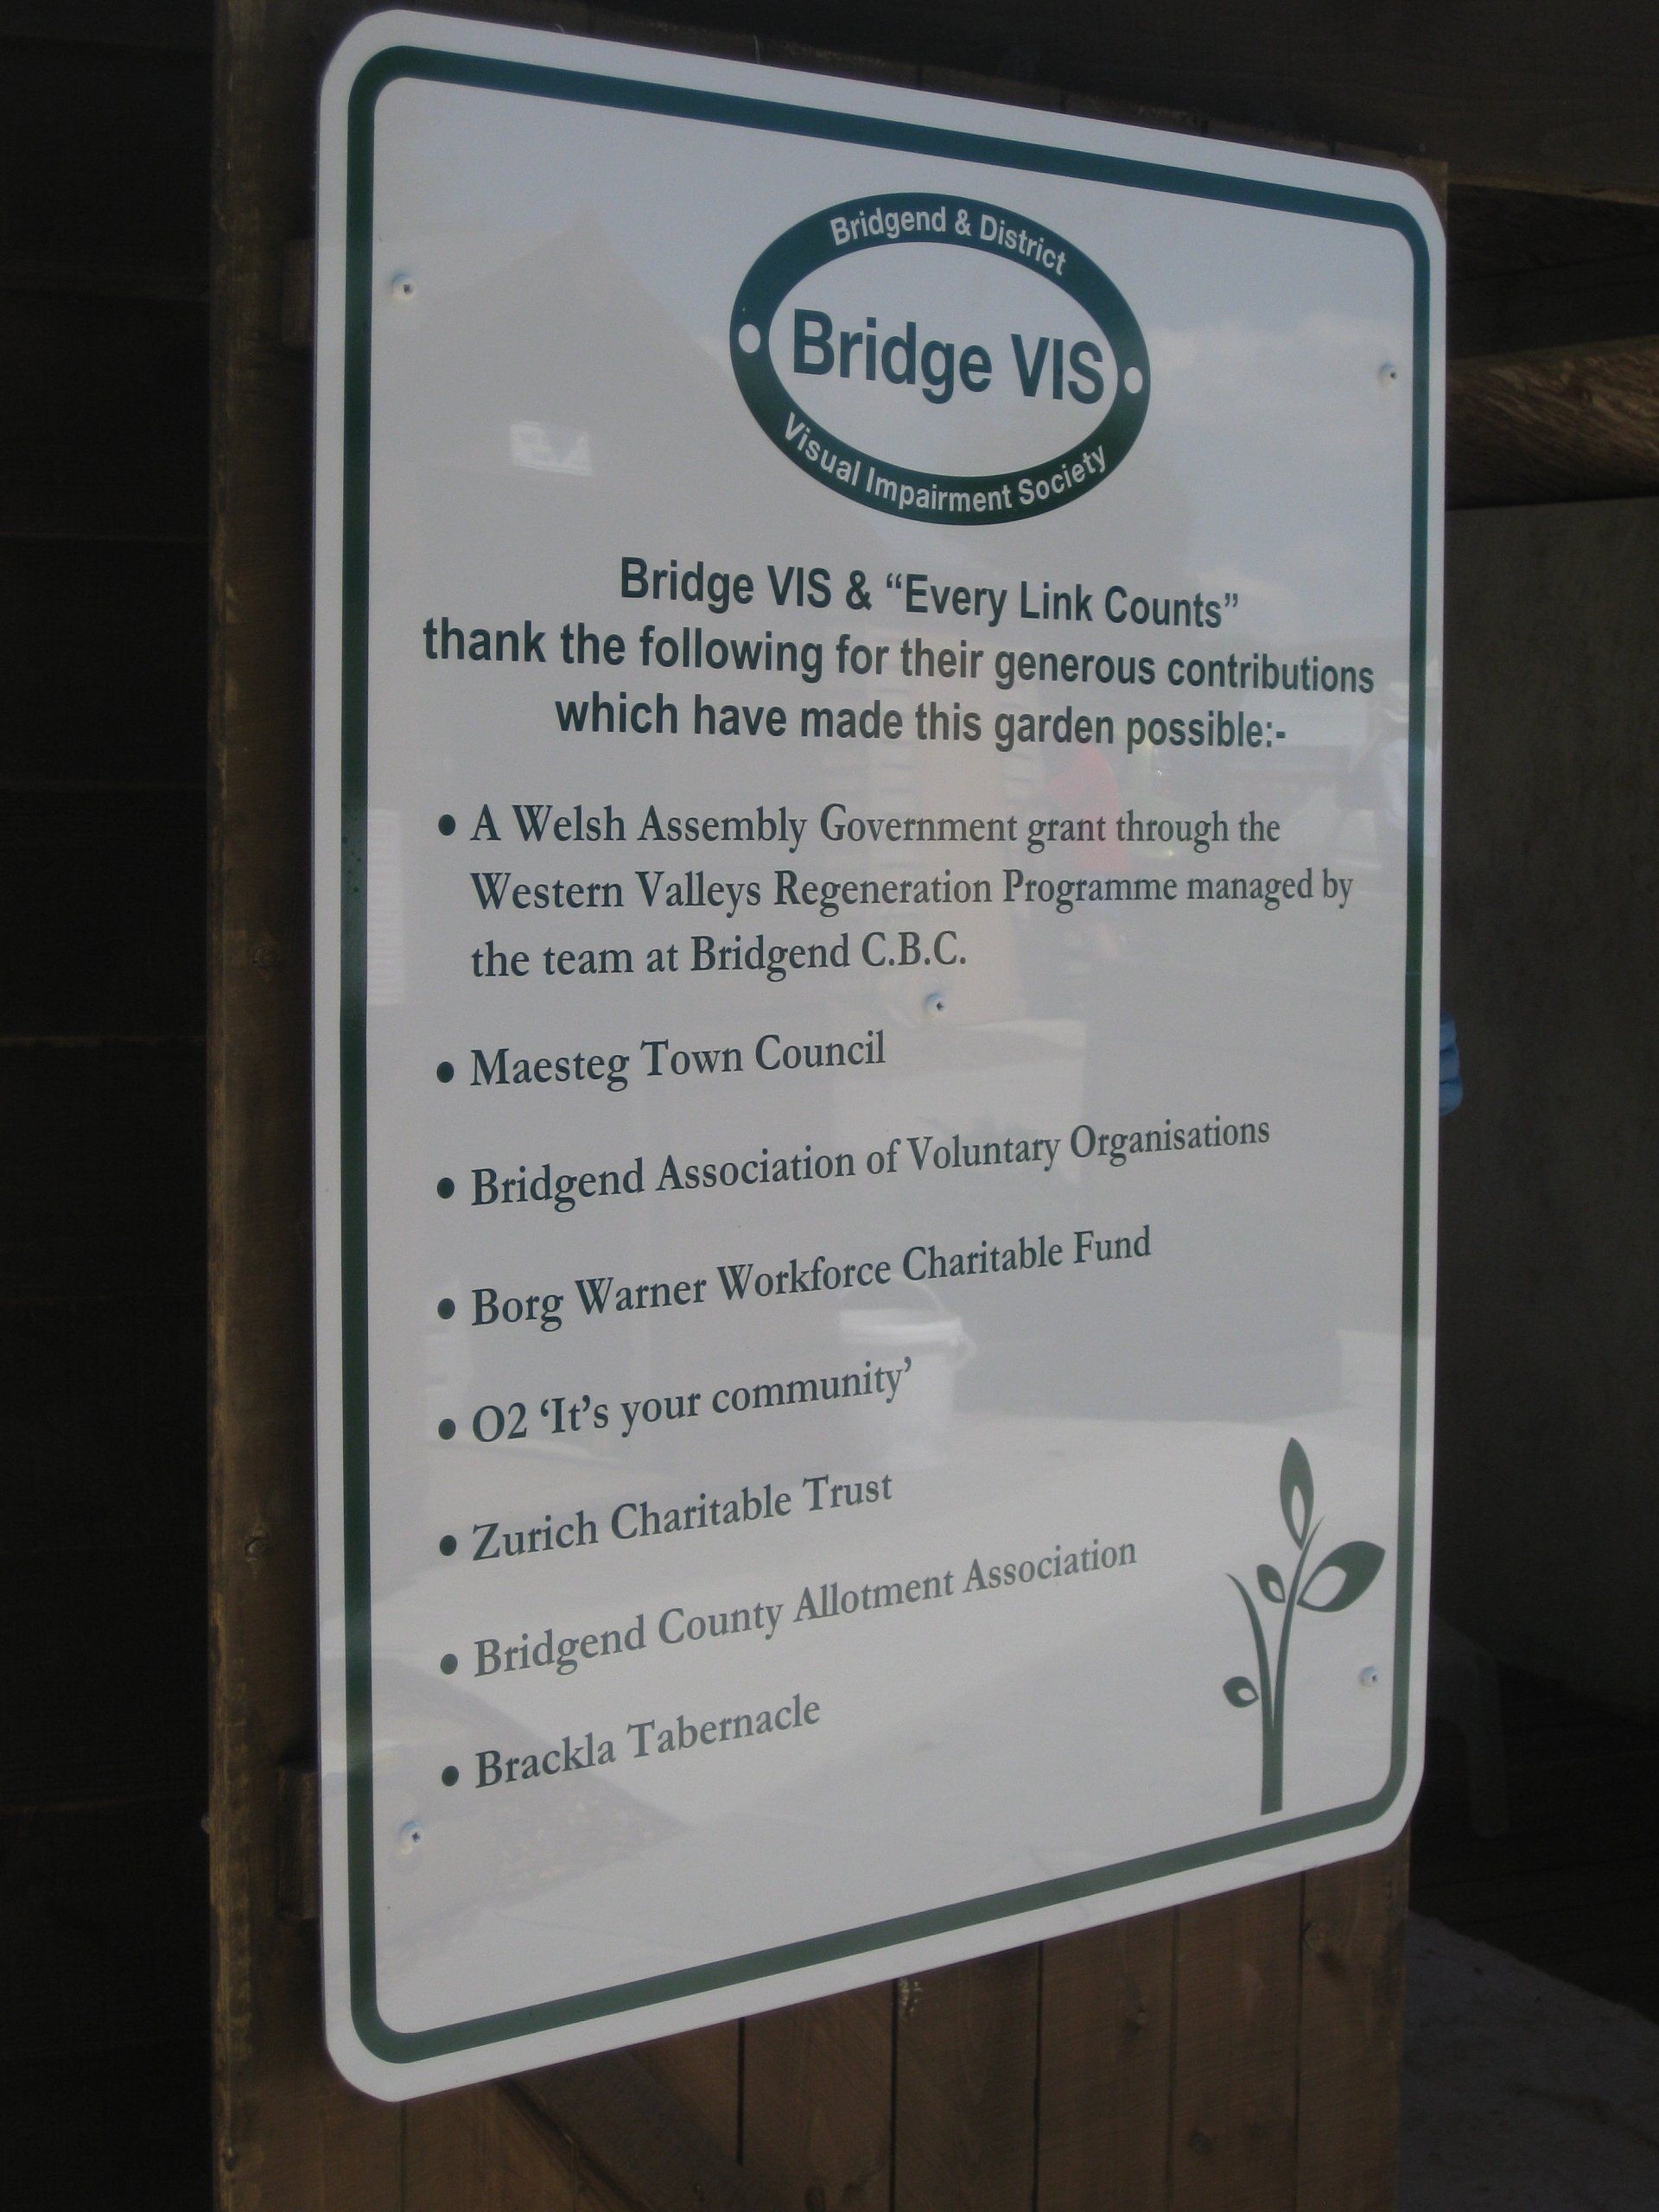 Bridgend & District
Bridge VIS
Visual Impairment Society
Bridge VIS & “Every Link Counts”
thank the following for their generous contributions
which have made this garden possible:-
• A Welsh Assembly Government grant through the
Western Valleys Regeneration Programme managed by
the team at Bridgend C.B.C.
• Maesteg Town Council
• Bridgend Association of Voluntary Organisations
• Borg Warner Workforce Charitable Fund
• O2 ‘It’s your community’
• Zurich Charitable Trust
• Bridgend County Allotment Association
• Brackla Tabernacle